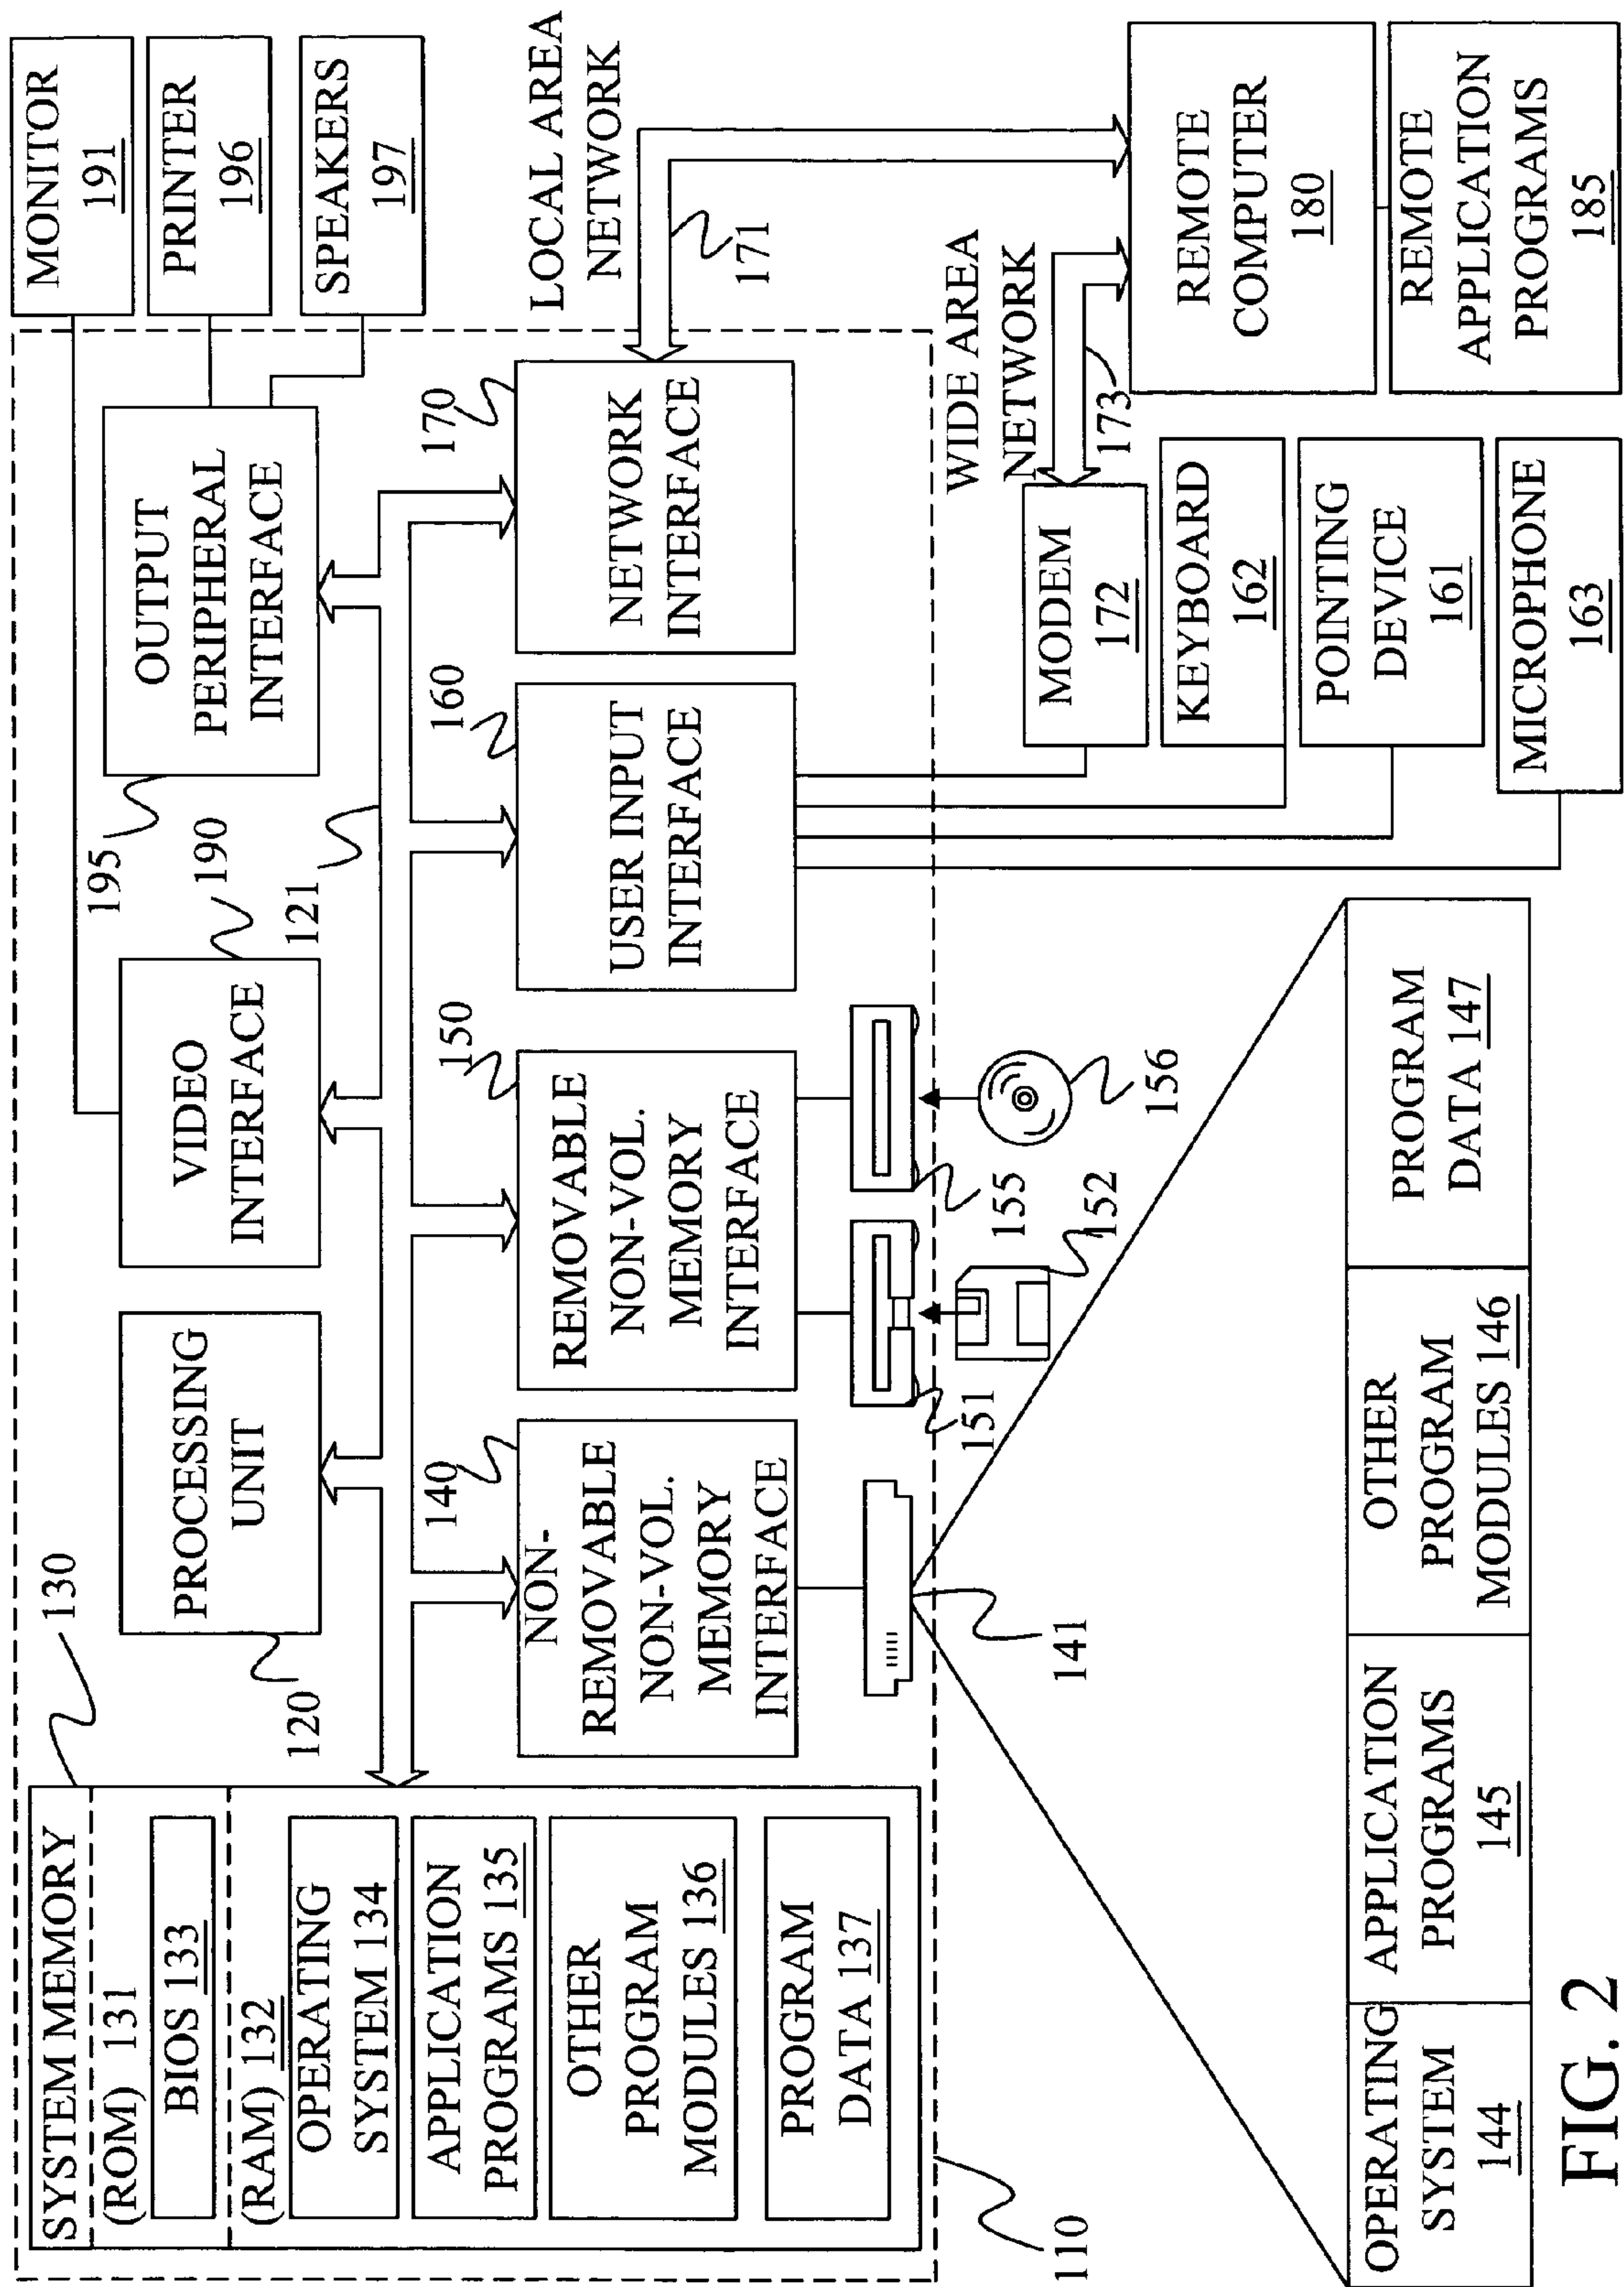 SYSTEM MEMORY
(ROM) 131
BIOS 133
(RAM) 132
OPERATING
SYSTEM 134
APPLICATION
PROGRAMS 135
OTHER
PROGRAM
MODULES 136
PROGRAM
DATA 137
130
110
PROCESSING
UNIT
120
VIDEO
INTERFACE
190
121
OUTPUT
PERIPHERAL
INTERFACE
195
MONITOR
191
PRINTER
196
SPEAKERS
197
NON-
REMOVABLE
NON-VOL.
MEMORY
INTERFACE
140
REMOVABLE
NON-VOL.
MEMORY
INTERFACE
150
USER INPUT
INTERFACE
160
NETWORK
INTERFACE
170
LOCAL AREA
NETWORK
171
141
151
152
155
156
WIDE AREA
NETWORK
173
MODEM
172
KEYBOARD
162
POINTING
DEVICE
161
MICROPHONE
163
REMOTE
COMPUTER
180
REMOTE
APPLICATION
PROGRAMS
185
OPERATING
SYSTEM
144
APPLICATION
PROGRAMS
145
OTHER
PROGRAM
MODULES 146
PROGRAM
DATA 147
FIG. 2